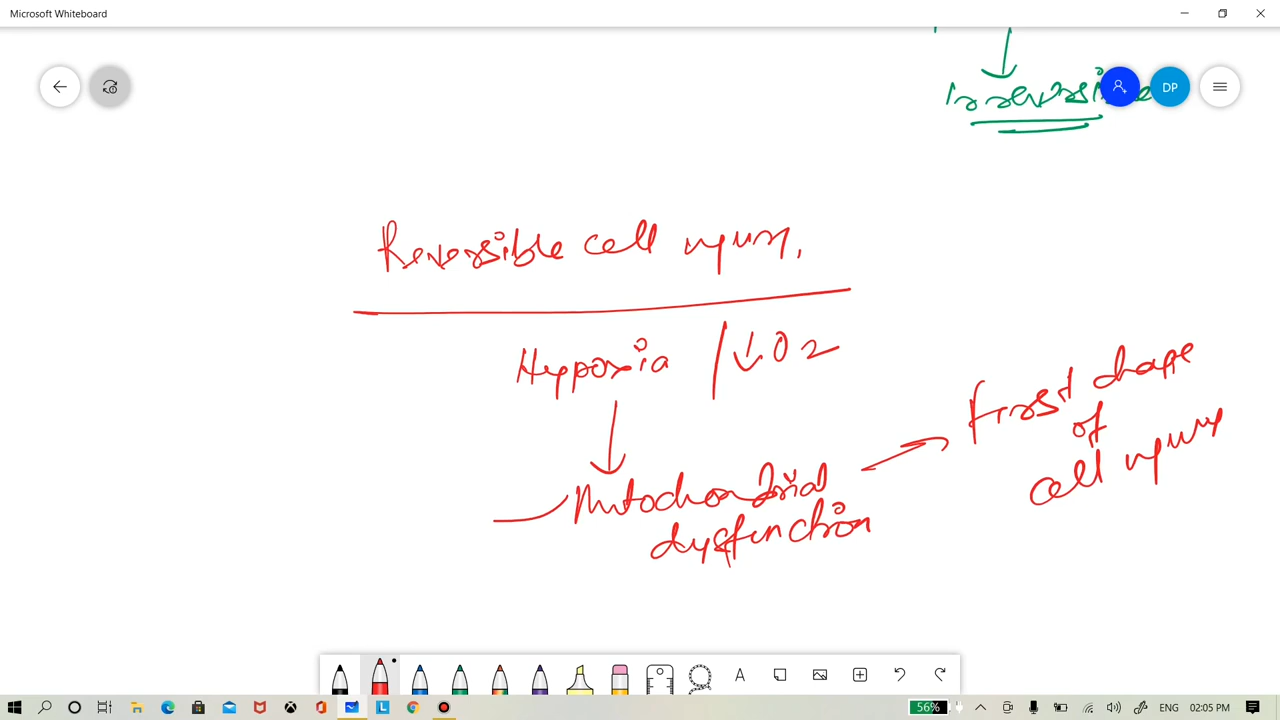 Microsoft Whiteboard
Irreversible
DP
Reversible cell injury,
Hypoxia / ↓ O2
First shape
of
cell injury
Mitochondrial
dysfunction
A
56%
ENG 02:05 PM